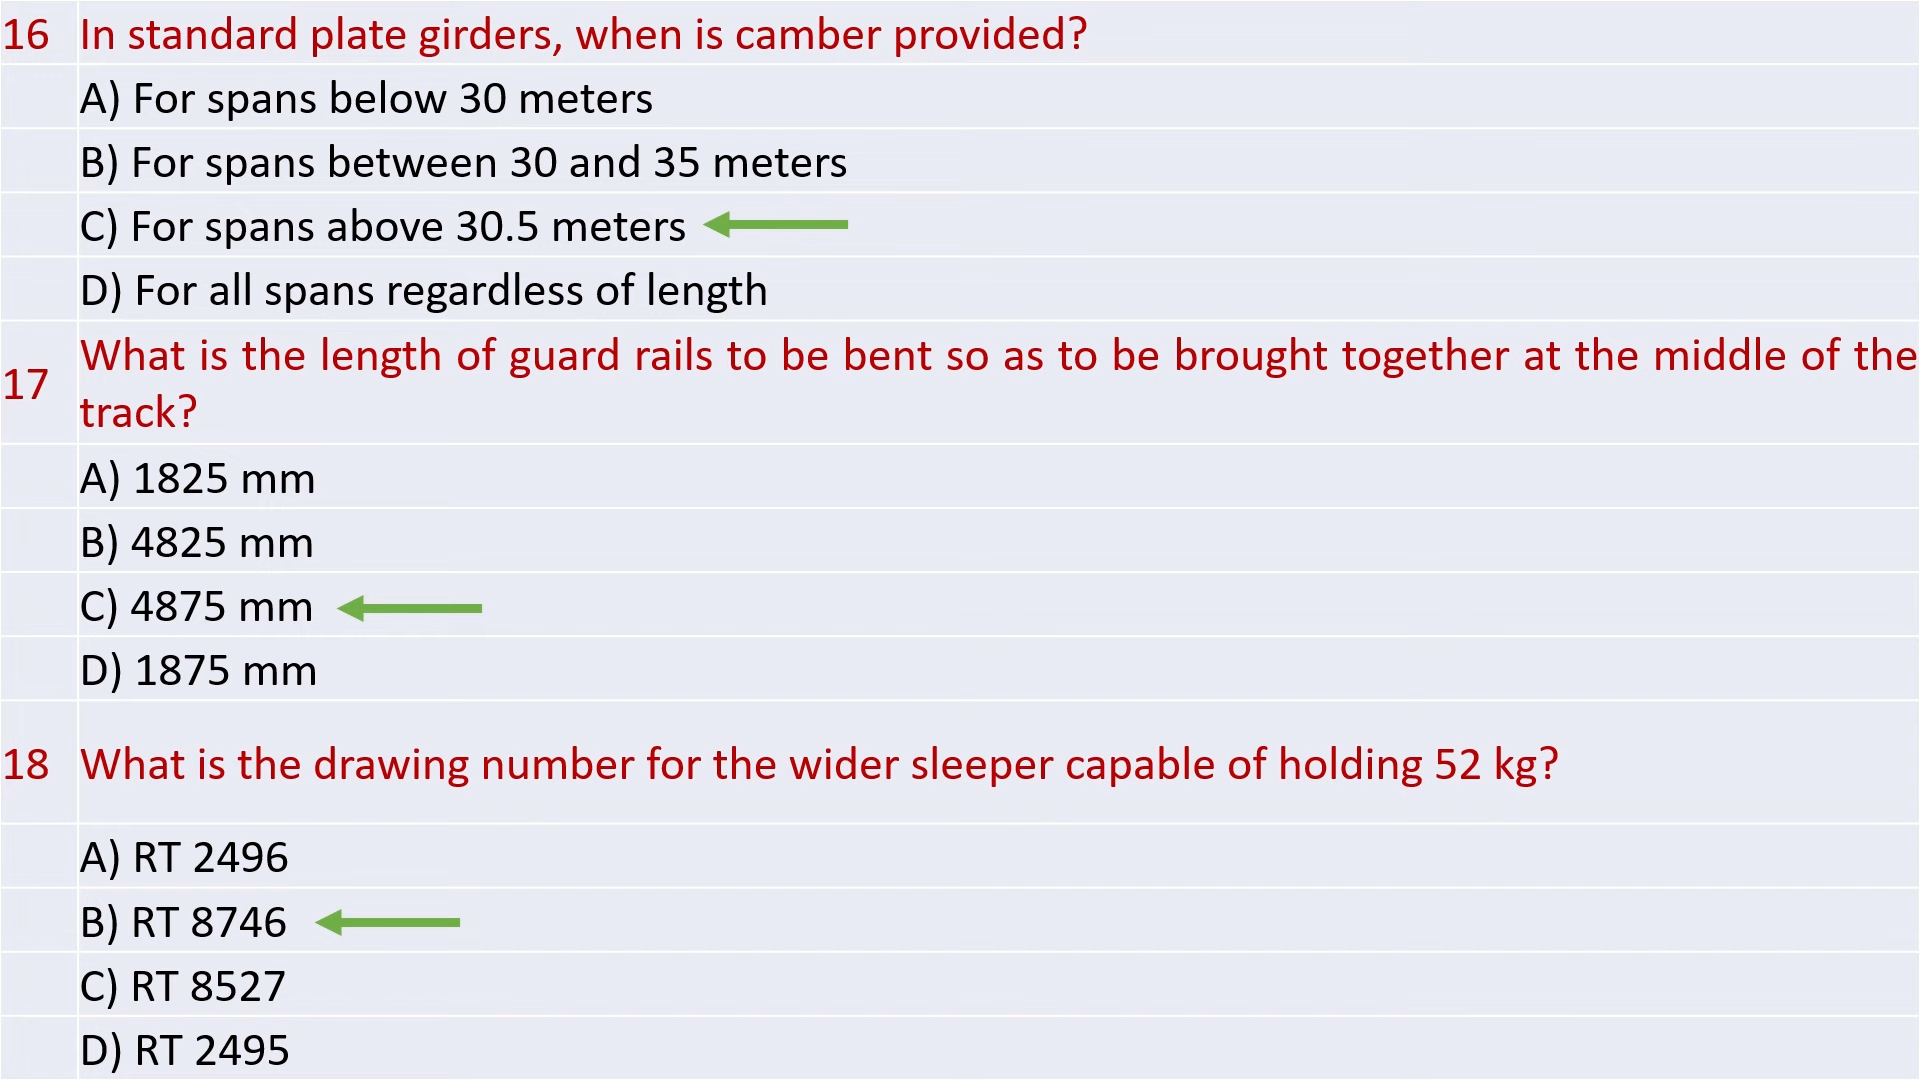 16 In standard plate girders, when is camber provided?
A) For spans below 30 meters
B) For spans between 30 and 35 meters
C) For spans above 30.5 meters
D) For all spans regardless of length
17 What is the length of guard rails to be bent so as to be brought together at the middle of the
track?
A) 1825 mm
B) 4825 mm
C) 4875 mm
D) 1875 mm
18 What is the drawing number for the wider sleeper capable of holding 52 kg?
A) RT 2496
B) RT 8746
C) RT 8527
D) RT 2495